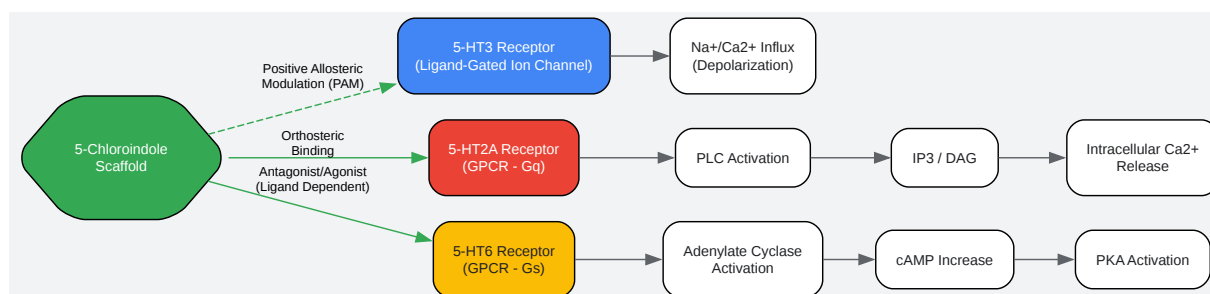 5-Chloroindole
Scaffold
Positive Allosteric
Modulation (PAM)
Orthosteric
Binding
Antagonist/Agonist
(Ligand Dependent)
5-HT3 Receptor
(Ligand-Gated Ion Channel)
Na+/Ca2+ Influx
(Depolarization)
5-HT2A Receptor
(GPCR - Gq)
PLC Activation
IP3 / DAG
Intracellular Ca2+
Release
5-HT6 Receptor
(GPCR - Gs)
Adenylate Cyclase
Activation
cAMP Increase
PKA Activation